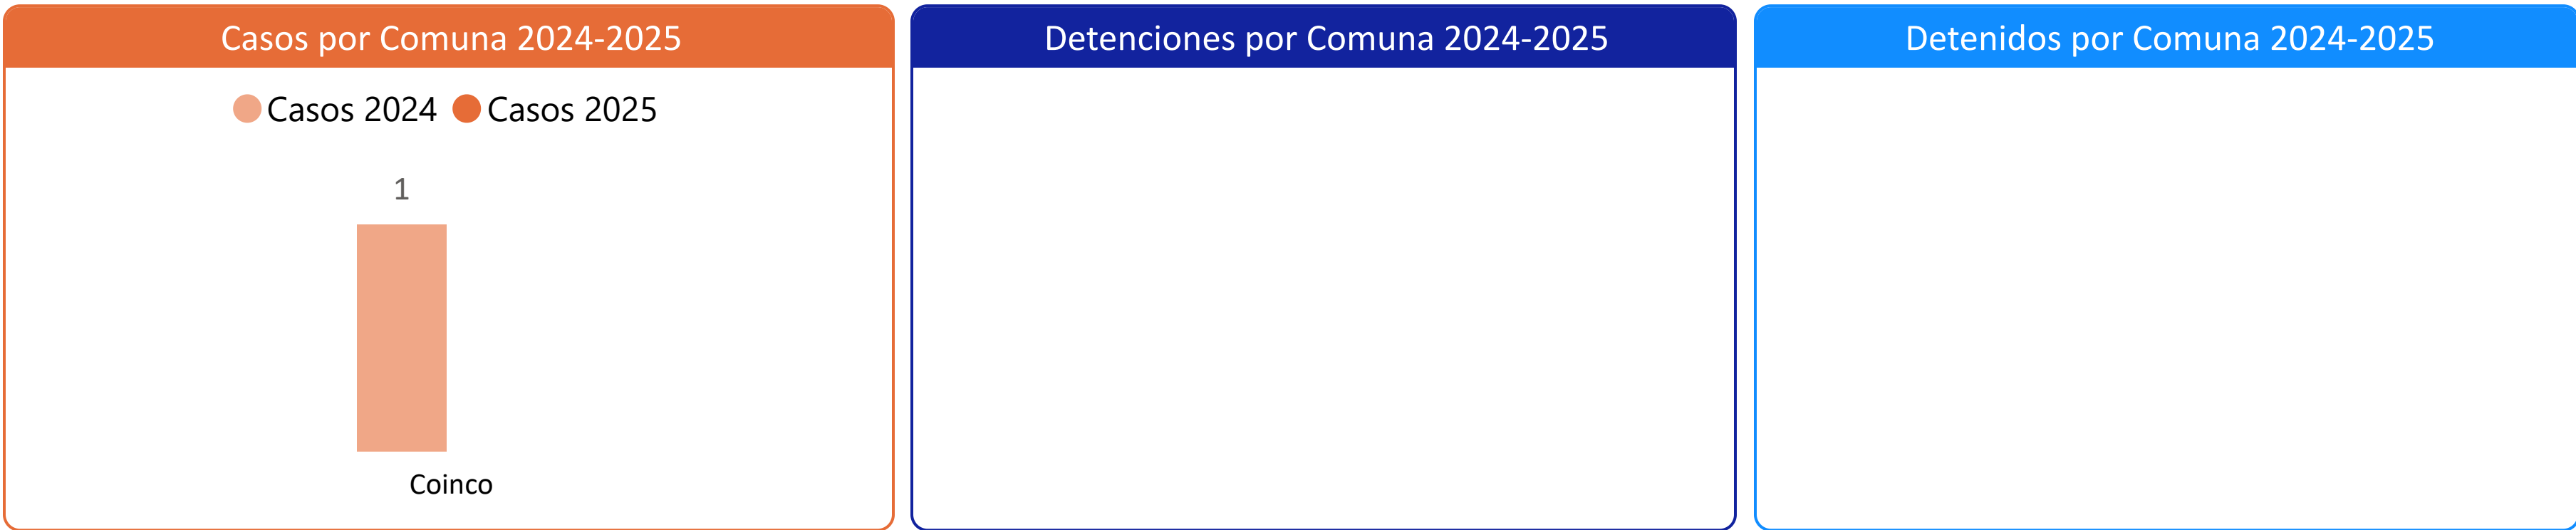 Casos por Comuna 2024-2025
Casos 2024 Casos 2025
1
Coinco
Detenciones por Comuna 2024-2025
Detenidos por Comuna 2024-2025